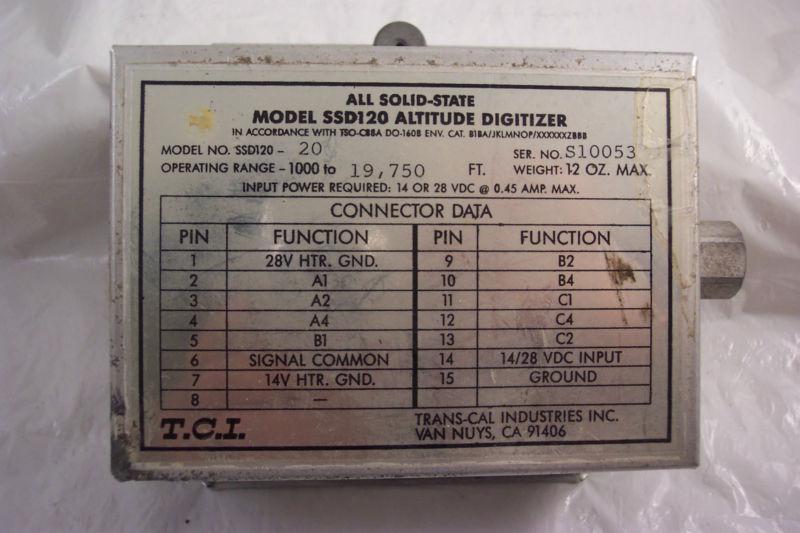 ALL SOLID-STATE
MODEL SSD120 ALTITUDE DIGITIZER
IN ACCORDANCE WITH TSO-C88A DO-160B ENV. CAT. B1BA/JKLMNOP/XXXXXXZBBB
MODEL NO. SSD120 - 20 SER. NO. S10053
OPERATING RANGE - 1000 to 19,750 FT. WEIGHT: 12 OZ. MAX.
INPUT POWER REQUIRED: 14 OR 28 VDC @ 0.45 AMP. MAX.
CONNECTOR DATA
PIN FUNCTION PIN FUNCTION
1 28V HTR. GND. 9 B2
2 A1 10 B4
3 A2 11 C1
4 A4 12 C4
5 B1 13 C2
6 SIGNAL COMMON 14 14/28 VDC INPUT
7 14V HTR. GND. 15 GROUND
8 —
T.C.I. TRANS-CAL INDUSTRIES INC.
VAN NUYS, CA 91406